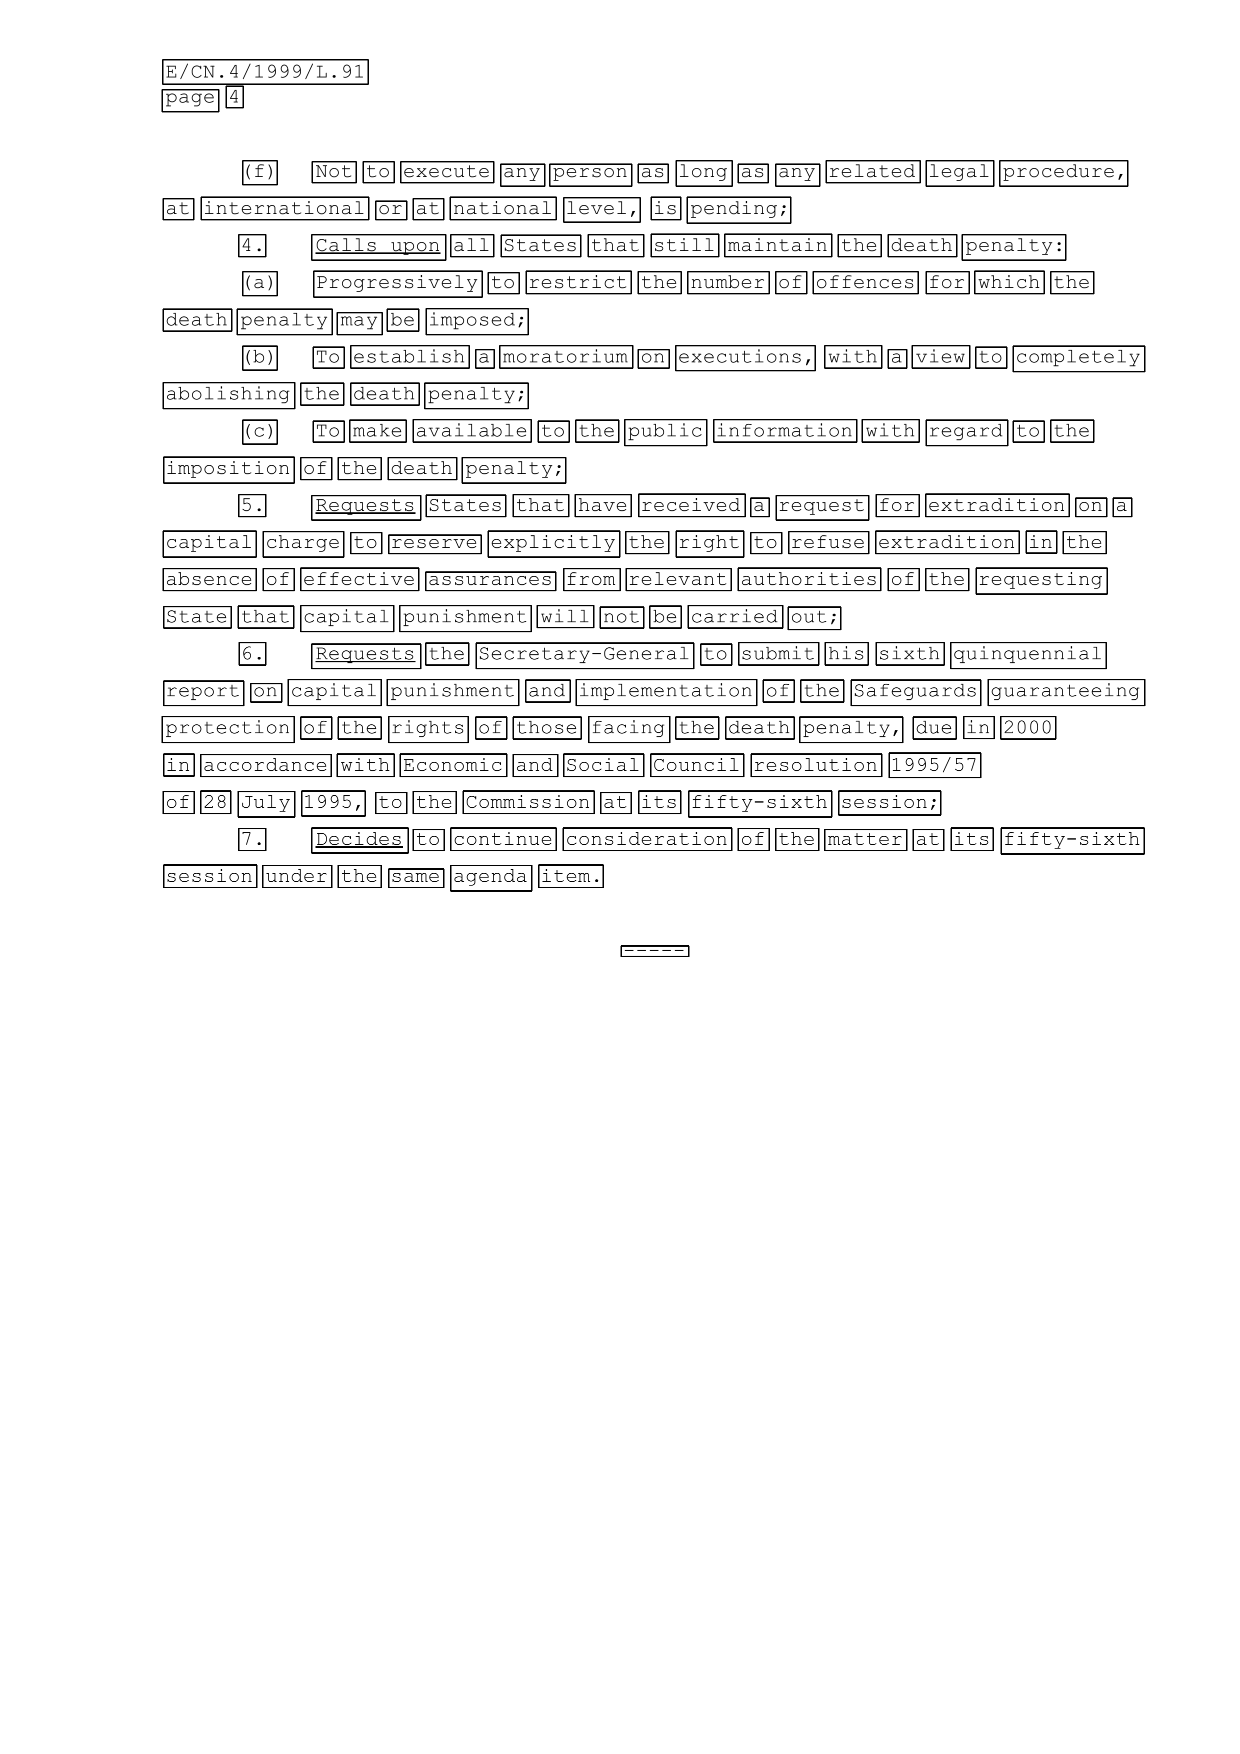 E/CN.4/1999/L.91
page 4
(f) Not to execute any person as long as any related legal procedure,
at international or at national level, is pending;
4. Calls upon all States that still maintain the death penalty:
(a) Progressively to restrict the number of offences for which the
death penalty may be imposed;
(b) To establish a moratorium on executions, with a view to completely
abolishing the death penalty;
(c) To make available to the public information with regard to the
imposition of the death penalty;
5. Requests States that have received a request for extradition on a
capital charge to reserve explicitly the right to refuse extradition in the
absence of effective assurances from relevant authorities of the requesting
State that capital punishment will not be carried out;
6. Requests the Secretary-General to submit his sixth quinquennial
report on capital punishment and implementation of the Safeguards guaranteeing
protection of the rights of those facing the death penalty, due in 2000
in accordance with Economic and Social Council resolution 1995/57
of 28 July 1995, to the Commission at its fifty-sixth session;
7. Decides to continue consideration of the matter at its fifty-sixth
session under the same agenda item.
-----